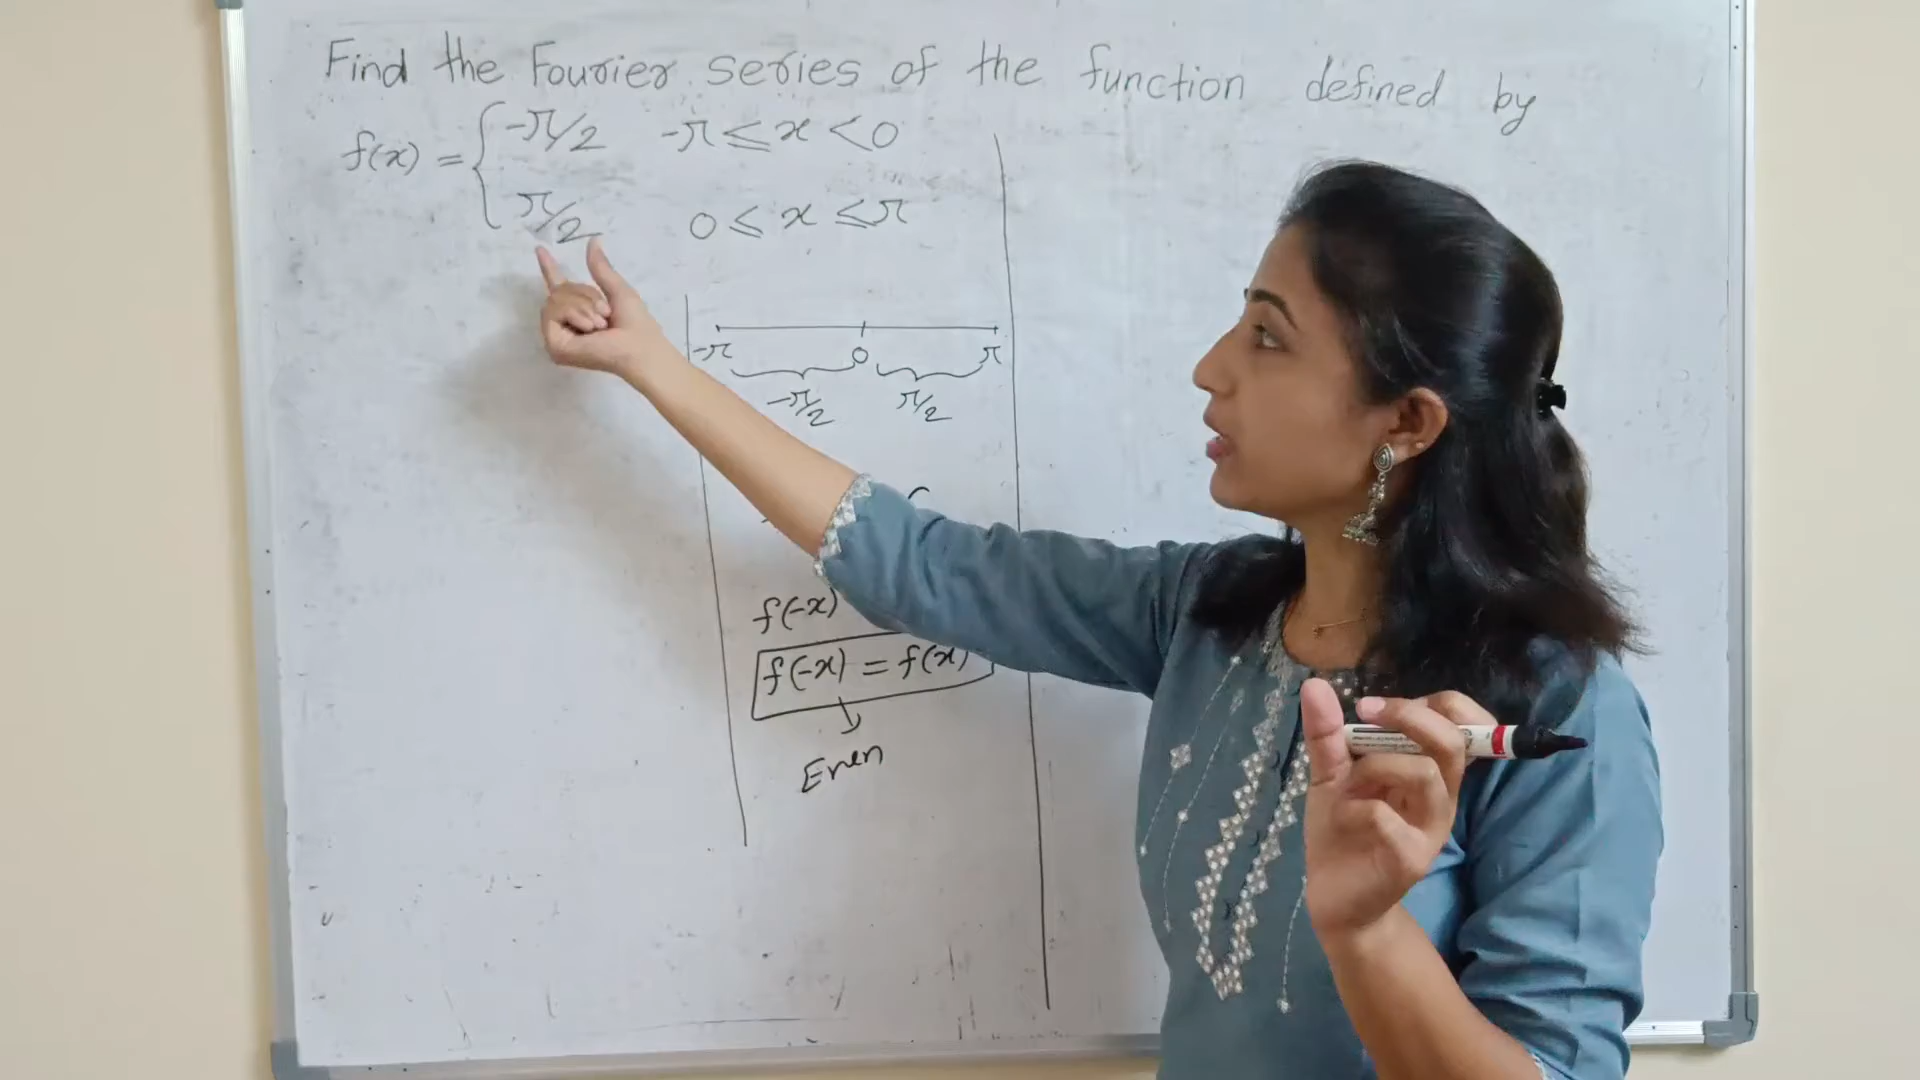 Find the Fourier series of the function defined by
f(x) = { -π/2 -π ≤ x < 0
π/2 0 ≤ x ≤ π
-π 0 π
-π/2 π/2
f(-x)
f(-x) = f(x)
Even